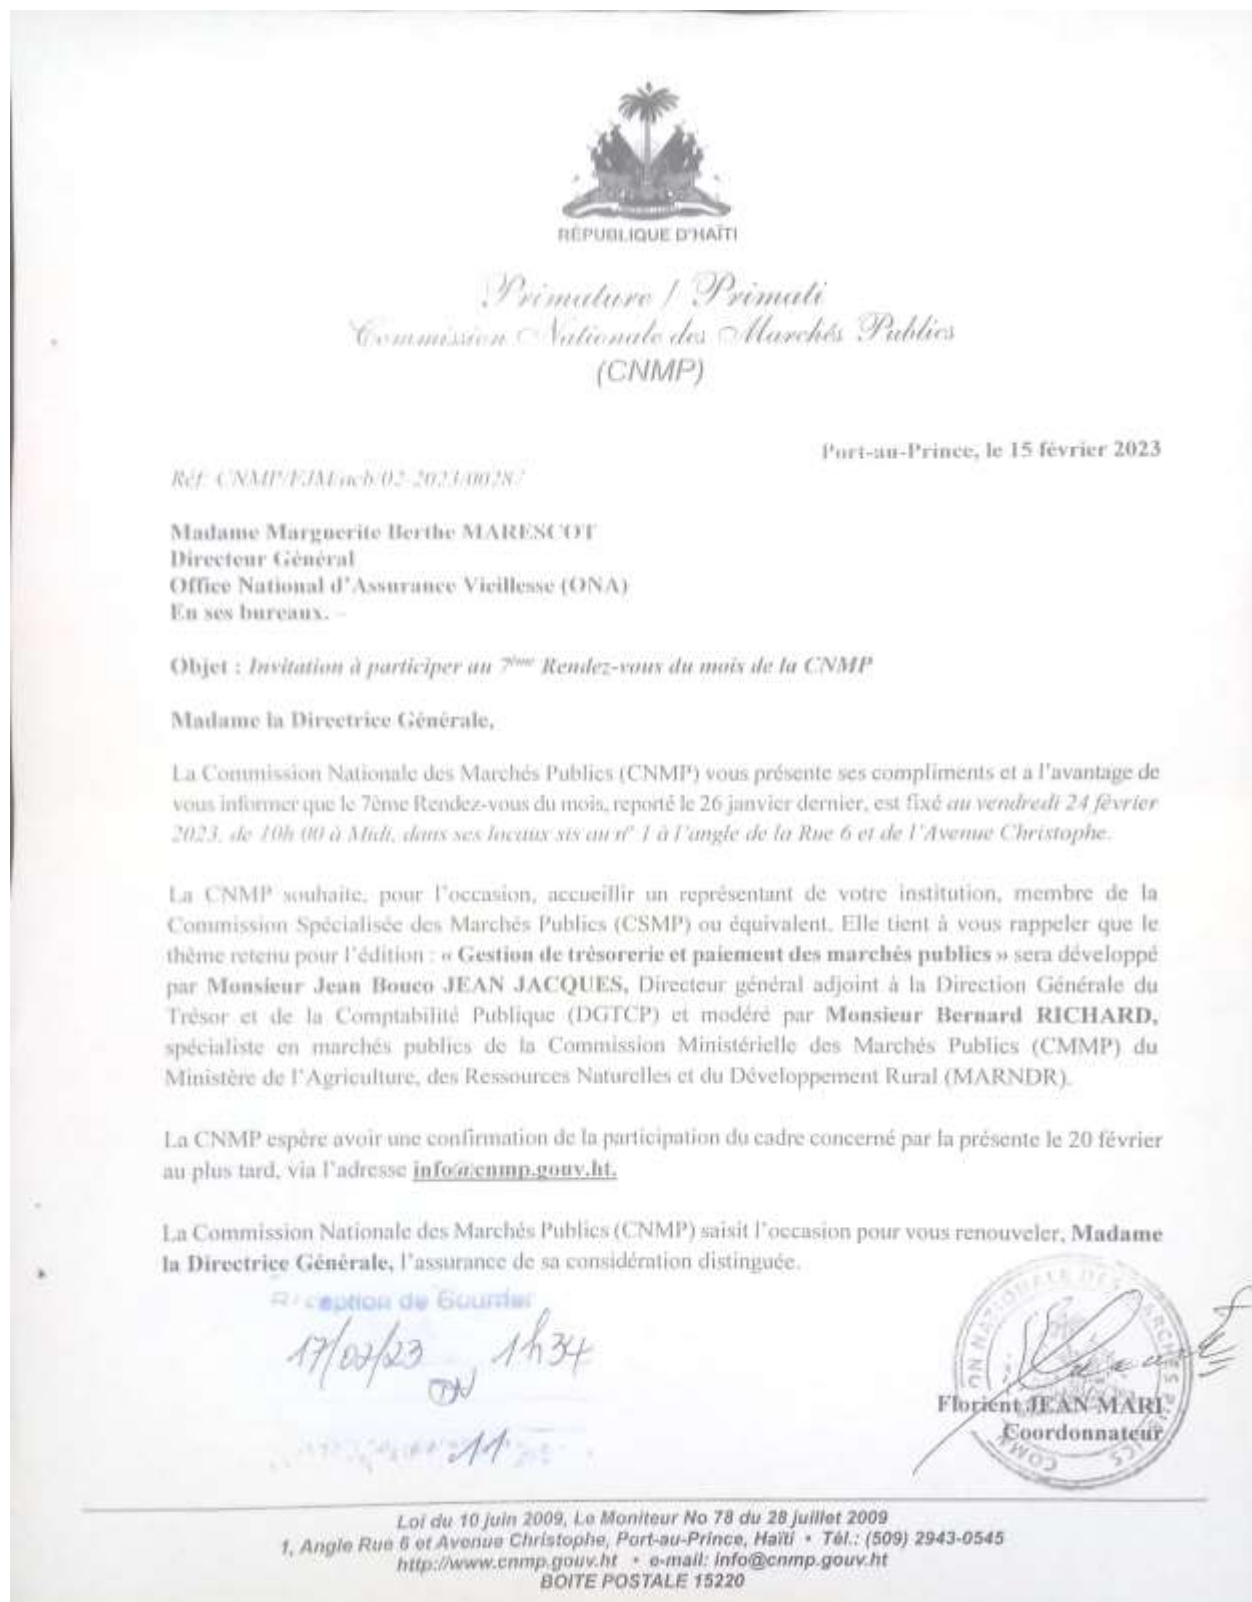 RÉPUBLIQUE D'HAÏTI
Primature / Primati
Commission Nationale des Marchés Publics
(CNMP)
Port-au-Prince, le 15 février 2023
Réf: CNMP/FJM/
Madame Marguerite Berthe MARESCOT
Directeur Général
Office National d'Assurance Vieillesse (ONA)
En ses bureaux. –
Objet : Invitation à participer au 7ème Rendez-vous du mois de la CNMP
Madame la Directrice Générale,
La Commission Nationale des Marchés Publics (CNMP) vous présente ses compliments et a l'avantage de
vous informer que le 7ème Rendez-vous du mois, reporté le 26 janvier dernier, est fixé au vendredi 24 février
2023, de 10h 00 à Midi, dans ses locaux sis au nº 1 à l'angle de la Rue 6 et de l'Avenue Christophe.
La CNMP souhaite, pour l'occasion, accueillir un représentant de votre institution, membre de la
Commission Spécialisée des Marchés Publics (CSMP) ou équivalent. Elle tient à vous rappeler que le
thème retenu pour l'édition : « Gestion de trésorerie et paiement des marchés publics » sera développé
par Monsieur Jean Bouco JEAN JACQUES, Directeur général adjoint à la Direction Générale du
Trésor et de la Comptabilité Publique (DGTCP) et modéré par Monsieur Bernard RICHARD,
spécialiste en marchés publics de la Commission Ministérielle des Marchés Publics (CMMP) du
Ministère de l'Agriculture, des Ressources Naturelles et du Développement Rural (MARNDR).
La CNMP espère avoir une confirmation de la participation du cadre concerné par la présente le 20 février
au plus tard, via l'adresse info@cnmp.gouv.ht.
La Commission Nationale des Marchés Publics (CNMP) saisit l'occasion pour vous renouveler, Madame
la Directrice Générale, l'assurance de sa considération distinguée.
Réception de Courrier
17/02/23 1h34
11
Florient JEAN MARI
Coordonnateur
Loi du 10 juin 2009, Le Moniteur No 78 du 28 juillet 2009
1, Angle Rue 6 et Avenue Christophe, Port-au-Prince, Haïti • Tél.: (509) 2943-0545
http://www.cnmp.gouv.ht • e-mail: info@cnmp.gouv.ht
BOITE POSTALE 15220